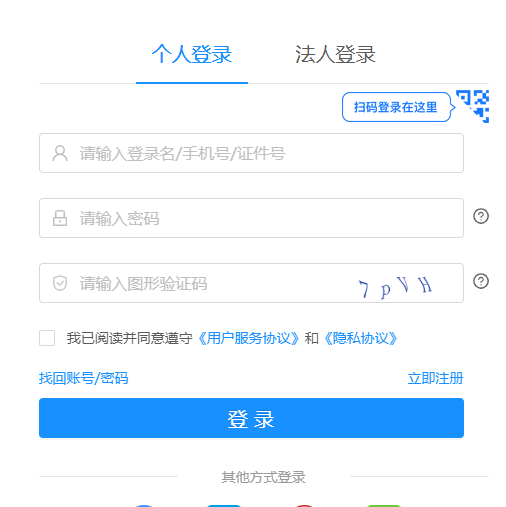 个人登录 法人登录
扫码登录在这里
请输入登录名/手机号/证件号
请输入密码
请输入图形验证码 7pVH
我已阅读并同意遵守《用户服务协议》和《隐私协议》
找回账号/密码 立即注册
登录
其他方式登录